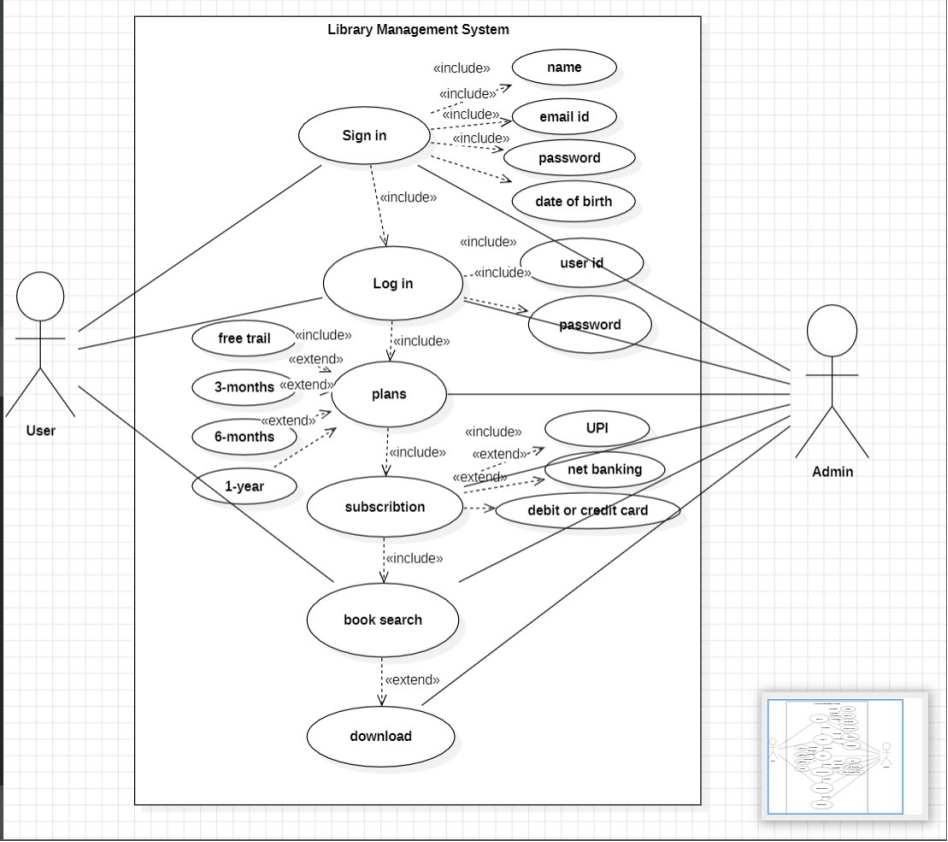 Library Management System
«include»
name
«include»
«include»
email id
Sign in
«include»
password
«include»
date of birth
«include»
user id
«include»
Log in
password
free trail
«include»
«include»
«extend»
3-months
«extend»
plans
«extend»
6-months
UPI
«include»
«include»
«extend»
net banking
«extend»
1-year
subscribtion
debit or credit card
User
Admin
«include»
book search
«extend»
download